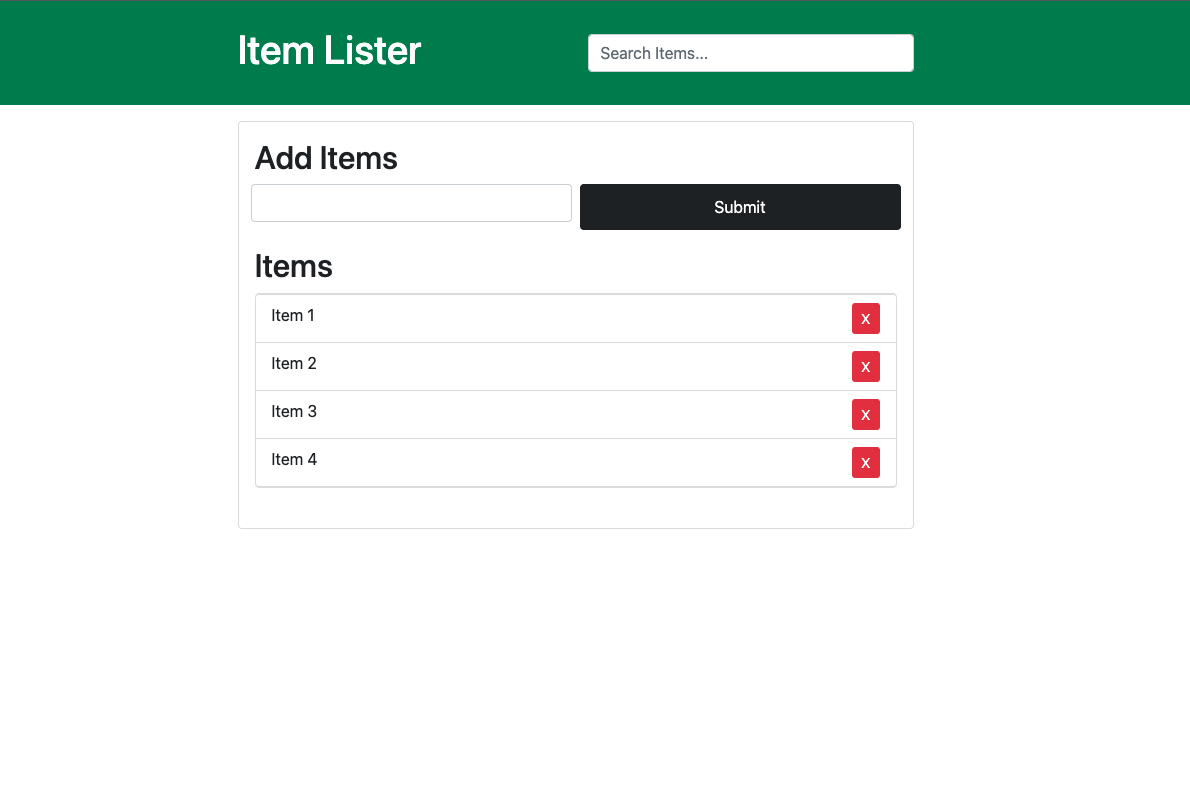 Item Lister
Search Items...
Add Items
Submit
Items
Item 1 X
Item 2 X
Item 3 X
Item 4 X